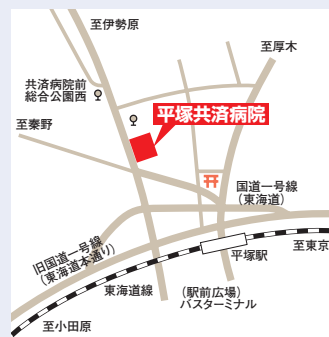 至伊勢原
至厚木
共済病院前
総合公園西
平塚共済病院
至秦野
国道一号線
(東海道)
旧国道一号線
(東海道本通り)
平塚駅
至東京
東海道線
(駅前広場)
バスターミナル
至小田原